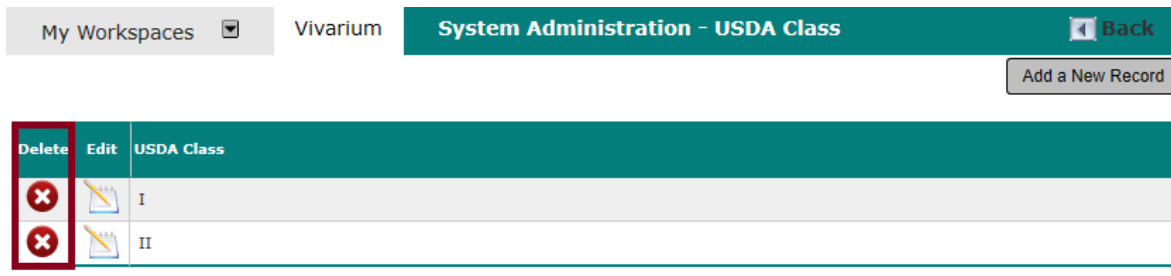 My Workspaces Vivarium System Administration - USDA Class Back
Add a New Record
Delete Edit USDA Class
I
II